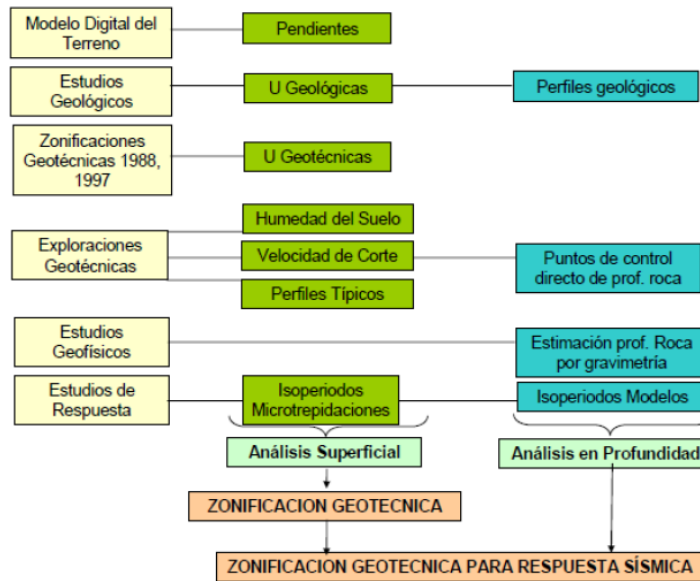 Modelo Digital del
Terreno
Pendientes
Estudios
Geológicos
U Geológicas
Perfiles geológicos
Zonificaciones
Geotécnicas 1988,
1997
U Geotécnicas
Exploraciones
Geotécnicas
Humedad del Suelo
Velocidad de Corte
Perfiles Típicos
Puntos de control
directo de prof. roca
Estudios
Geofísicos
Estimación prof. Roca
por gravimetría
Estudios de
Respuesta
Isoperiodos
Microtrepidaciones
Isoperiodos Modelos
Análisis Superficial
Análisis en Profundidad
ZONIFICACION GEOTECNICA
ZONIFICACION GEOTECNICA PARA RESPUESTA SÍSMICA